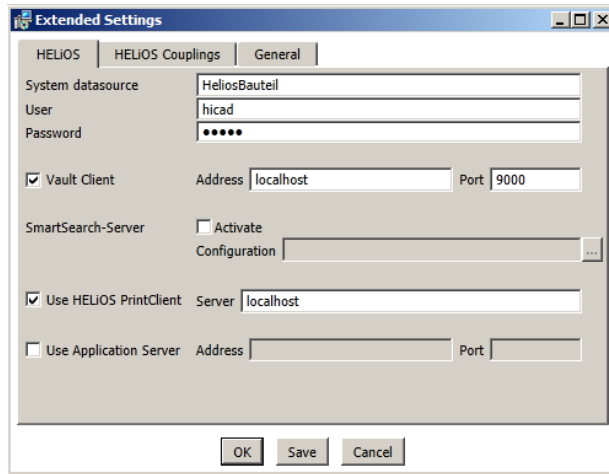 Extended Settings
HELiOS HELiOS Couplings General
System datasource HeliosBauteil
User hicad
Password •••••
Vault Client Address localhost Port 9000
SmartSearch-Server Activate
Configuration ...
Use HELiOS PrintClient Server localhost
Use Application Server Address Port
OK Save Cancel